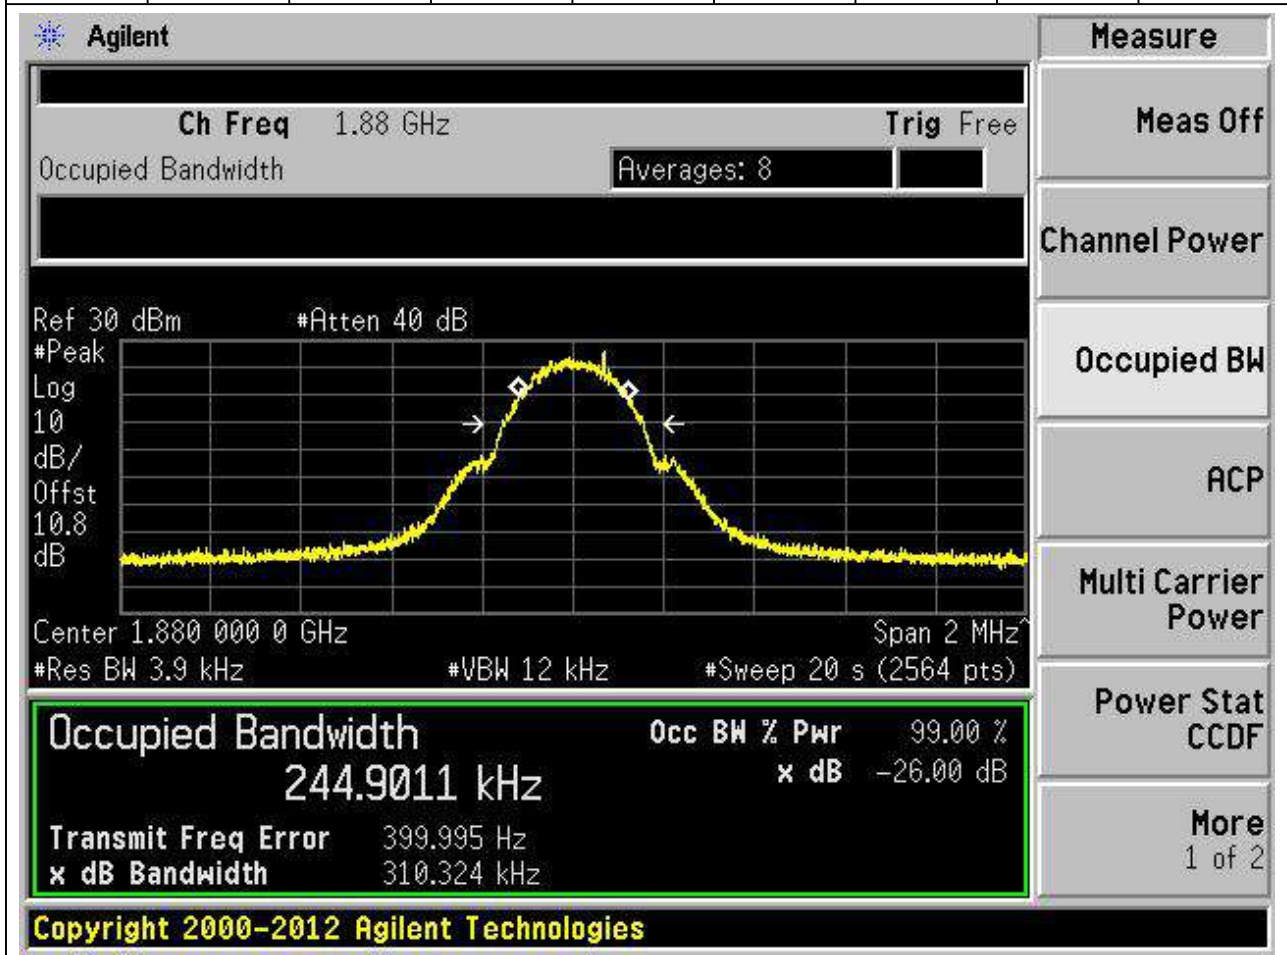 Agilent
Measure
Ch Freq 1.88 GHz Trig Free
Occupied Bandwidth Averages: 8
Meas Off
Channel Power
Occupied BW
ACP
Multi Carrier
Power
Power Stat
CCDF
More
1 of 2
Ref 30 dBm #Atten 40 dB
#Peak
Log
10
dB/
Offst
10.8
dB
Center 1.880 000 0 GHz Span 2 MHz^
#Res BW 3.9 kHz #VBW 12 kHz #Sweep 20 s (2564 pts)
Occupied Bandwidth Occ BW % Pwr 99.00 %
244.9011 kHz x dB -26.00 dB
Transmit Freq Error 399.995 Hz
x dB Bandwidth 310.324 kHz
Copyright 2000-2012 Agilent Technologies